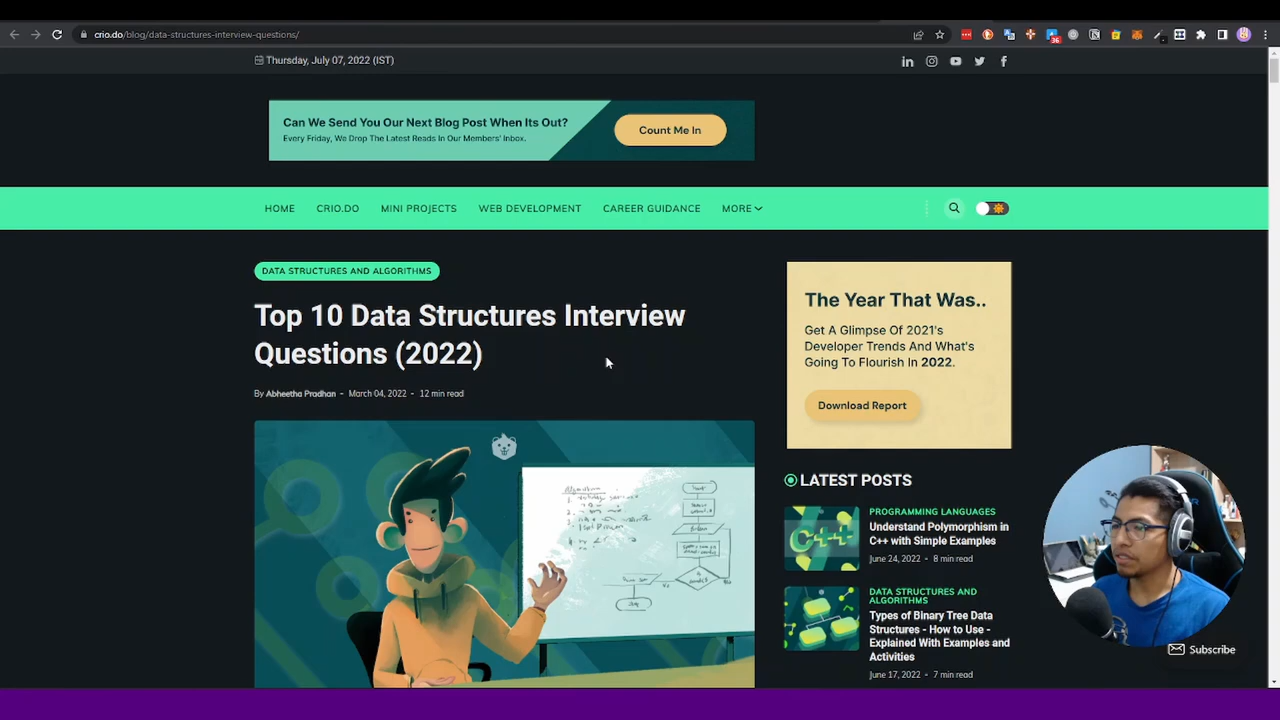 crio.do/blog/data-structures-interview-questions/
36
Thursday, July 07, 2022 (IST)
Can We Send You Our Next Blog Post When Its Out?
Every Friday, We Drop The Latest Reads In Our Members' Inbox.
Count Me In
HOME CRIO.DO MINI PROJECTS WEB DEVELOPMENT CAREER GUIDANCE MORE
DATA STRUCTURES AND ALGORITHMS
Top 10 Data Structures Interview
Questions (2022)
By Abheetha Pradhan - March 04, 2022 - 12 min read
The Year That Was..
Get A Glimpse Of 2021's
Developer Trends And What's
Going To Flourish In 2022.
Download Report
LATEST POSTS
C++
PROGRAMMING LANGUAGES
Understand Polymorphism in
C++ with Simple Examples
June 24, 2022 - 8 min read
DATA STRUCTURES AND
ALGORITHMS
Types of Binary Tree Data
Structures - How to Use -
Explained With Examples and
Activities
June 17, 2022 - 7 min read
Subscribe